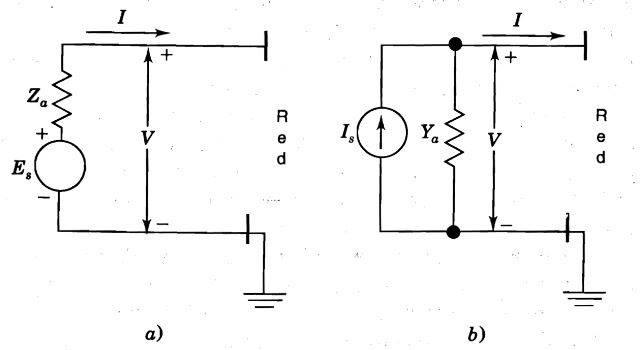 I
+
Z_a
+
E_s
−
V
−
R
e
d
a)
I
+
I_s
Y_a
V
−
R
e
d
b)